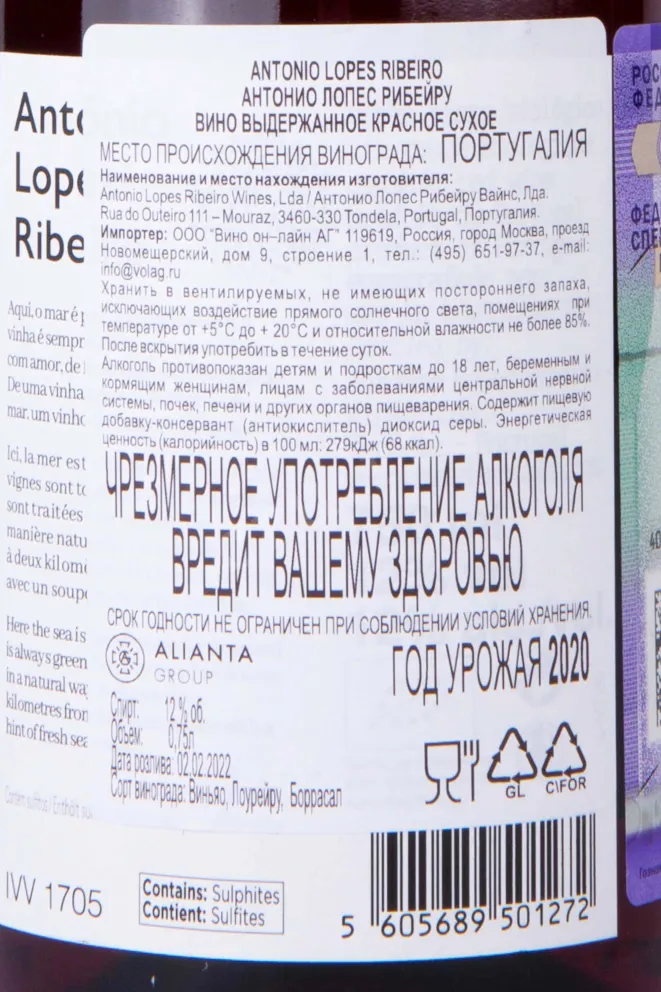 Anto
Lope
Ribe
Aqui, o mar é
vinha é sempr
com amor, de
De uma vinha
mar, um vinho
Ici, la mer est
vignes sont to
sont traitées
manière natu
à deux kilomè
avec un soup
Here the sea is
is always green
in a natural wa
kilometres from
hint of fresh sea
IVV 1705
ANTONIO LOPES RIBEIRO
АНТОНИО ЛОПЕС РИБЕЙРУ
ВИНО ВЫДЕРЖАННОЕ КРАСНОЕ СУХОЕ
МЕСТО ПРОИСХОЖДЕНИЯ ВИНОГРАДА: ПОРТУГАЛИЯ
Наименование и место нахождения изготовителя:
Antonio Lopes Ribeiro Wines, Lda / Антонио Лопес Рибейру Вайнс, Лда.
Rua do Outeiro 111 – Mouraz, 3460-330 Tondela, Portugal, Португалия.
Импортер: ООО "Вино он–лайн АГ" 119619, Россия, город Москва, проезд
Новомещерский, дом 9, строение 1, тел.: (495) 651-97-37, e-mail:
info@volag.ru
Хранить в вентилируемых, не имеющих постороннего запаха,
исключающих воздействие прямого солнечного света, помещениях при
температуре от +5°С до + 20°С и относительной влажности не более 85%.
После вскрытия употребить в течение суток.
Алкоголь противопоказан детям и подросткам до 18 лет, беременным и
кормящим женщинам, лицам с заболеваниями центральной нервной
системы, почек, печени и других органов пищеварения. Содержит пищевую
добавку-консервант (антиокислитель) диоксид серы. Энергетическая
ценность (калорийность) в 100 мл: 279кДж (68 ккал).
ЧРЕЗМЕРНОЕ УПОТРЕБЛЕНИЕ АЛКОГОЛЯ
ВРЕДИТ ВАШЕМУ ЗДОРОВЬЮ
СРОК ГОДНОСТИ НЕ ОГРАНИЧЕН ПРИ СОБЛЮДЕНИИ УСЛОВИЙ ХРАНЕНИЯ.
ALIANTA
GROUP
ГОД УРОЖАЯ 2020
Спирт: 12 % об.
Объем: 0,75л
Дата розлива: 02.02.2022
Сорт винограда: Виньяо, Лоурейру, Боррасал
GL
C\FOR
Contains: Sulphites
Contient: Sulfites
5 605689 501272
РОС
ФЕД
ФЕД
СПЕ
40